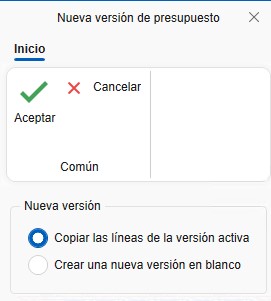 Nueva versión de presupuesto
Inicio
Cancelar
Aceptar
Común
Nueva versión
Copiar las líneas de la versión activa
Crear una nueva versión en blanco